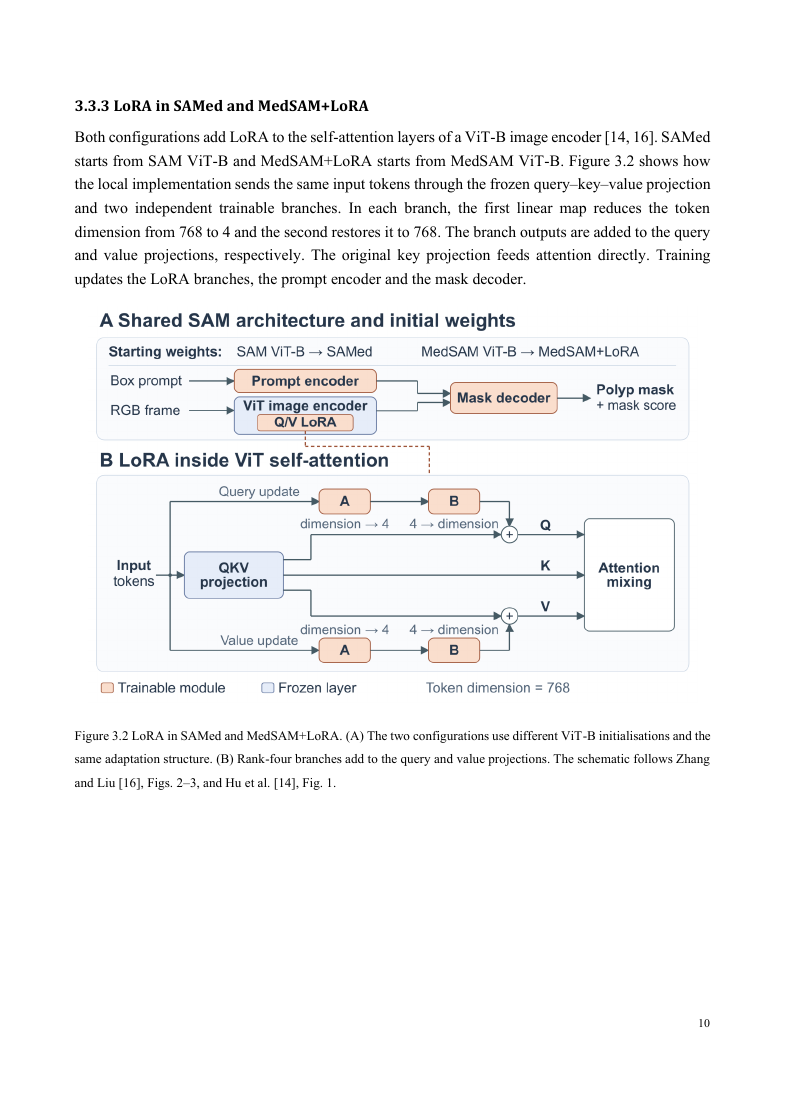 3.3.3 LoRA in SAMed and MedSAM+LoRA
Both configurations add LoRA to the self-attention layers of a ViT-B image encoder [14, 16]. SAMed
starts from SAM ViT-B and MedSAM+LoRA starts from MedSAM ViT-B. Figure 3.2 shows how
the local implementation sends the same input tokens through the frozen query–key–value projection
and two independent trainable branches. In each branch, the first linear map reduces the token
dimension from 768 to 4 and the second restores it to 768. The branch outputs are added to the query
and value projections, respectively. The original key projection feeds attention directly. Training
updates the LoRA branches, the prompt encoder and the mask decoder.
A Shared SAM architecture and initial weights
Starting weights: SAM ViT-B → SAMed MedSAM ViT-B → MedSAM+LoRA
Box prompt
Prompt encoder
RGB frame
ViT image encoder
Q/V LoRA
Mask decoder
Polyp mask
+ mask score
B LoRA inside ViT self-attention
Query update
A
B
dimension → 4
4 → dimension
+
Q
Input
tokens
QKV
projection
K
Attention
mixing
V
+
dimension → 4
4 → dimension
Value update
A
B
Trainable module
Frozen layer
Token dimension = 768
Figure 3.2 LoRA in SAMed and MedSAM+LoRA. (A) The two configurations use different ViT-B initialisations and the
same adaptation structure. (B) Rank-four branches add to the query and value projections. The schematic follows Zhang
and Liu [16], Figs. 2–3, and Hu et al. [14], Fig. 1.
10